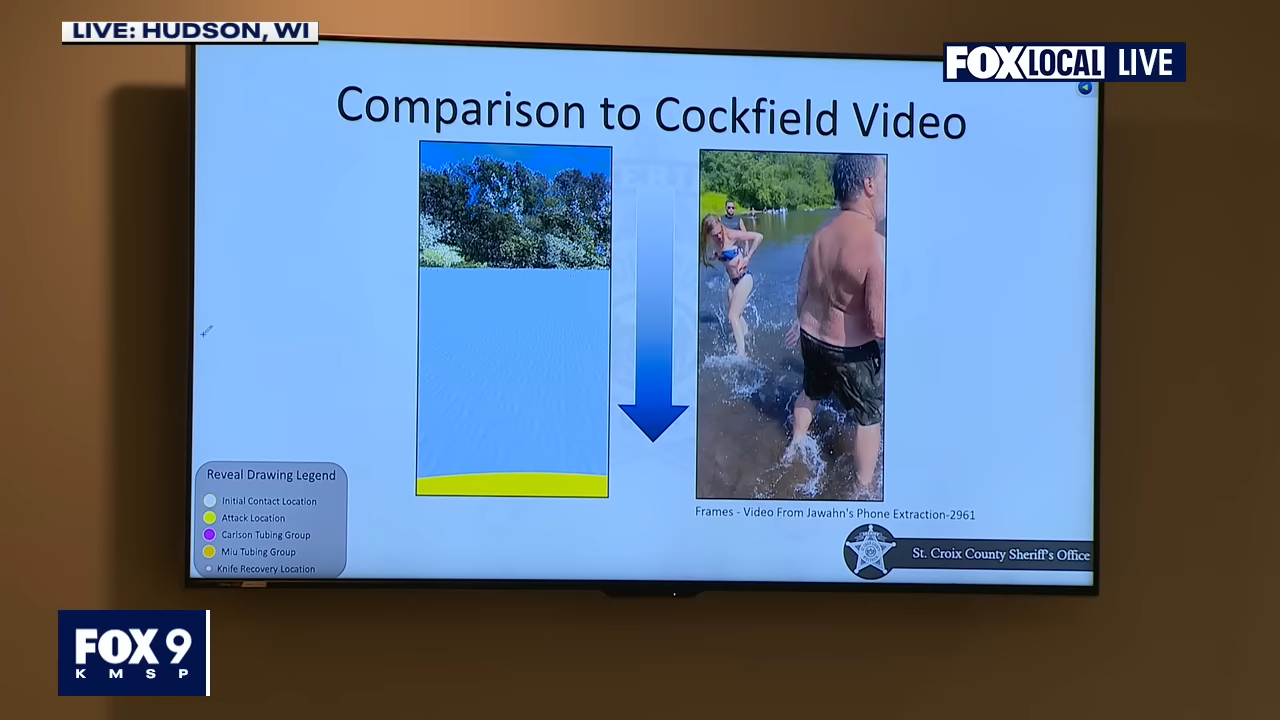 LIVE: HUDSON, WI
FOX LOCAL LIVE
Comparison to Cockfield Video
Reveal Drawing Legend
Initial Contact Location
Attack Location
Carlson Tubing Group
Miu Tubing Group
Knife Recovery Location
Frames - Video From Jawahn's Phone Extraction-2961
St. Croix County Sheriff's Office
FOX 9
KMSP